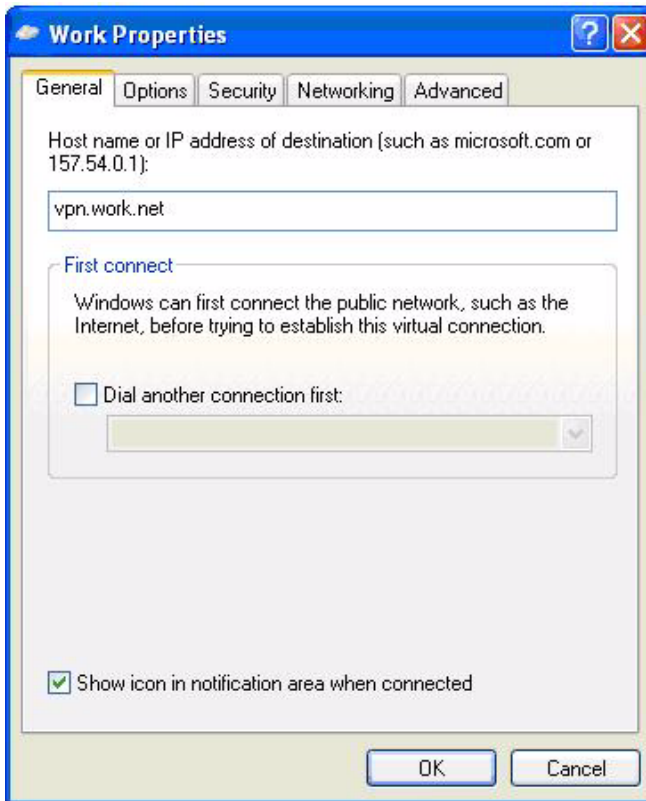 Work Properties
General Options Security Networking Advanced
Host name or IP address of destination (such as microsoft.com or
157.54.0.1):
vpn.work.net
First connect
Windows can first connect the public network, such as the
Internet, before trying to establish this virtual connection.
Dial another connection first:
Show icon in notification area when connected
OK Cancel